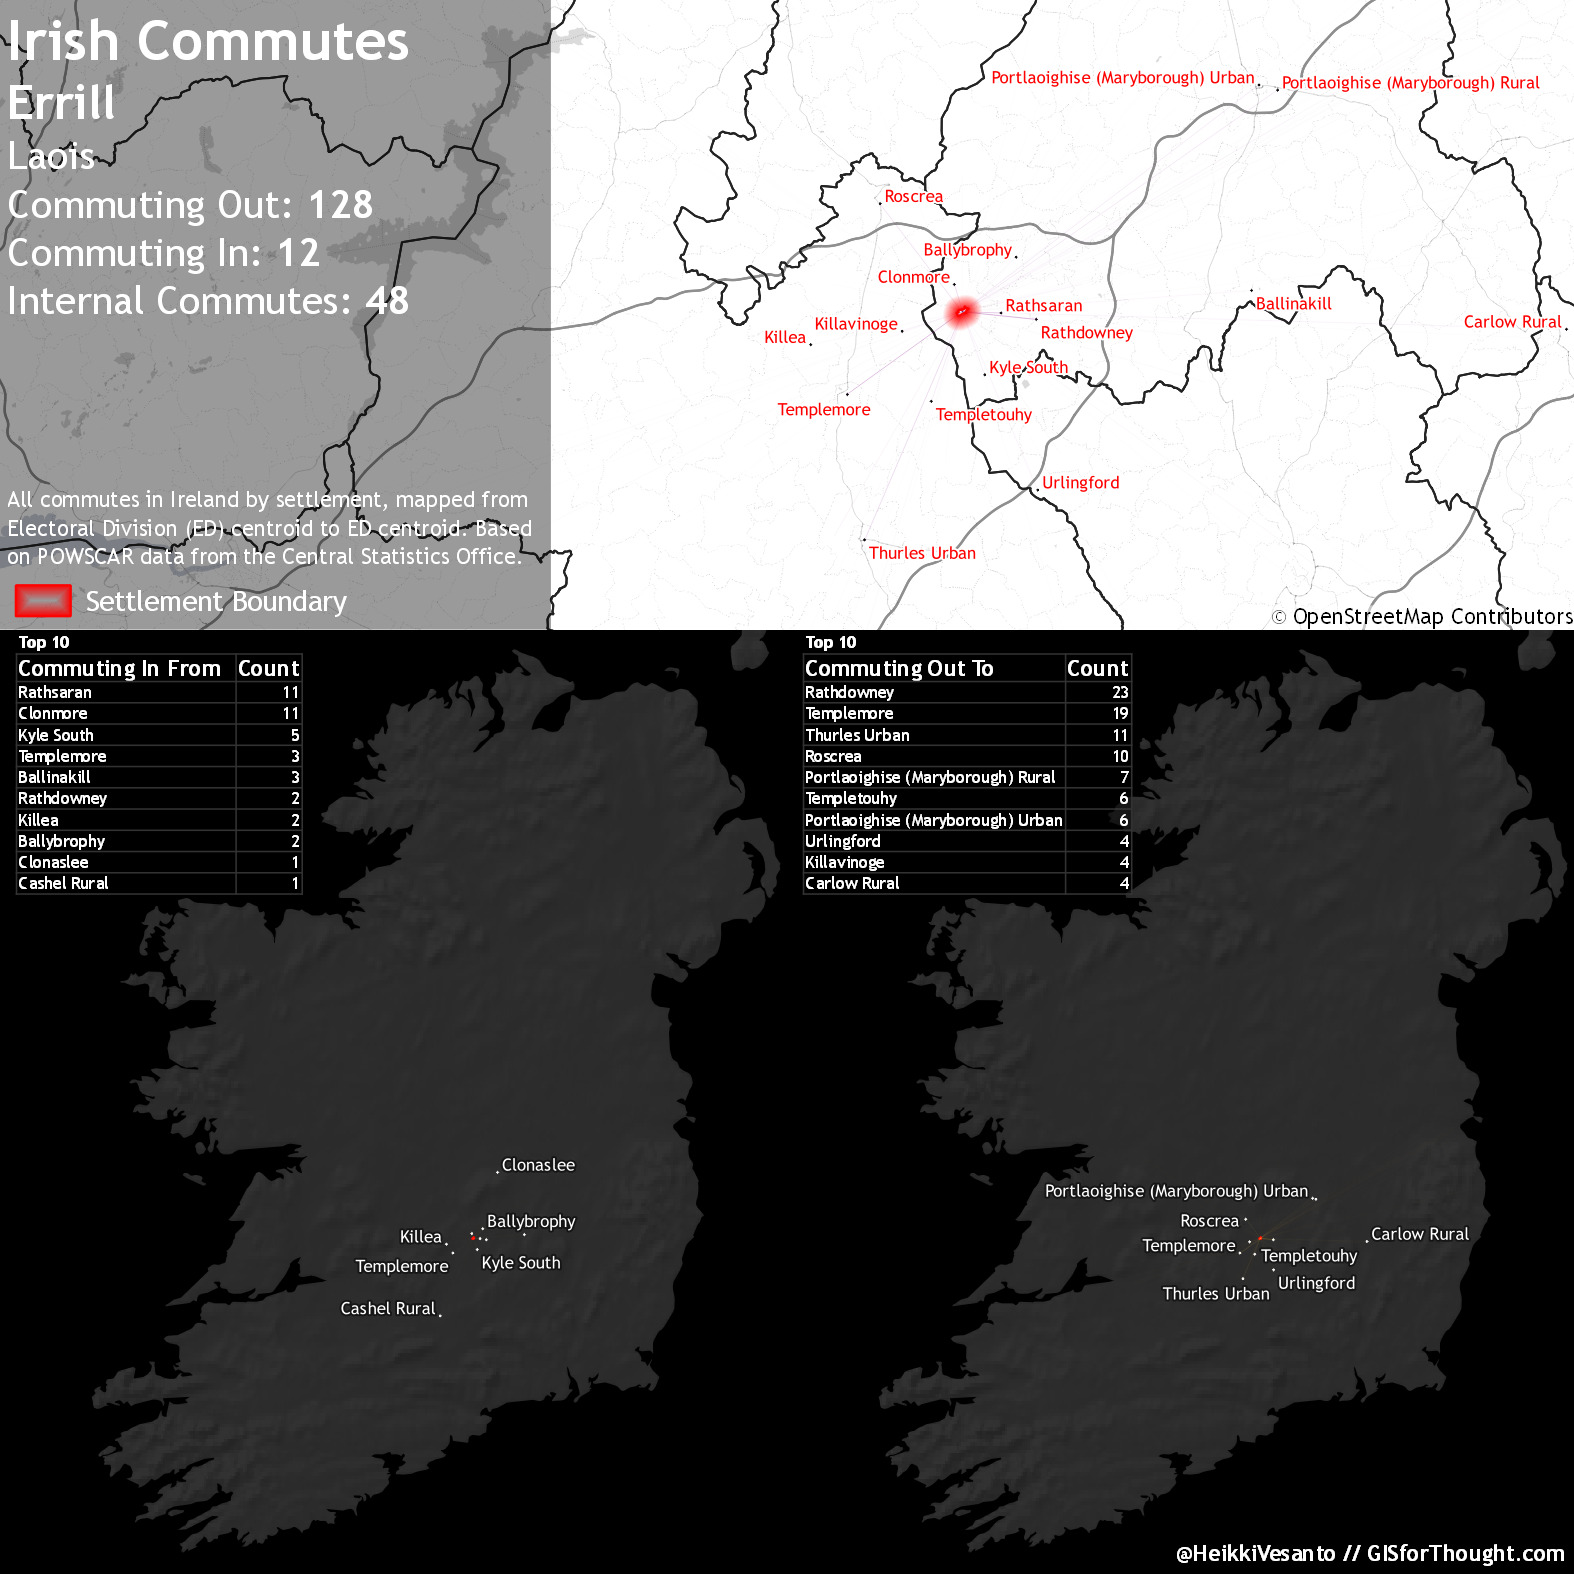 Irish Commutes
Errill
Laois
Commuting Out: 128
Commuting In: 12
Internal Commutes: 48
All commutes in Ireland by settlement, mapped from
Electoral Division (ED) centroid to ED centroid. Based
on POWSCAR data from the Central Statistics Office.
Settlement Boundary
Portlaoighise (Maryborough) Urban
Portlaoighise (Maryborough) Rural
Roscrea
Ballybrophy
Clonmore
Rathsaran
Ballinakill
Killavinoge
Carlow Rural
Killea
Rathdowney
Kyle South
Templemore
Templetouhy
Urlingford
Thurles Urban
© OpenStreetMap Contributors
Top 10
Commuting In From Count
Rathsaran 11
Clonmore 11
Kyle South 5
Templemore 3
Ballinakill 3
Rathdowney 2
Killea 2
Ballybrophy 2
Clonaslee 1
Cashel Rural 1
Top 10
Commuting Out To Count
Rathdowney 23
Templemore 19
Thurles Urban 11
Roscrea 10
Portlaoighise (Maryborough) Rural 7
Templetouhy 6
Portlaoighise (Maryborough) Urban 6
Urlingford 4
Killavinoge 4
Carlow Rural 4
Clonaslee
Ballybrophy
Killea
Kyle South
Templemore
Cashel Rural
Portlaoighise (Maryborough) Urban
Roscrea
Carlow Rural
Templemore
Templetouhy
Urlingford
Thurles Urban
@HeikkiVesanto // GISforThought.com